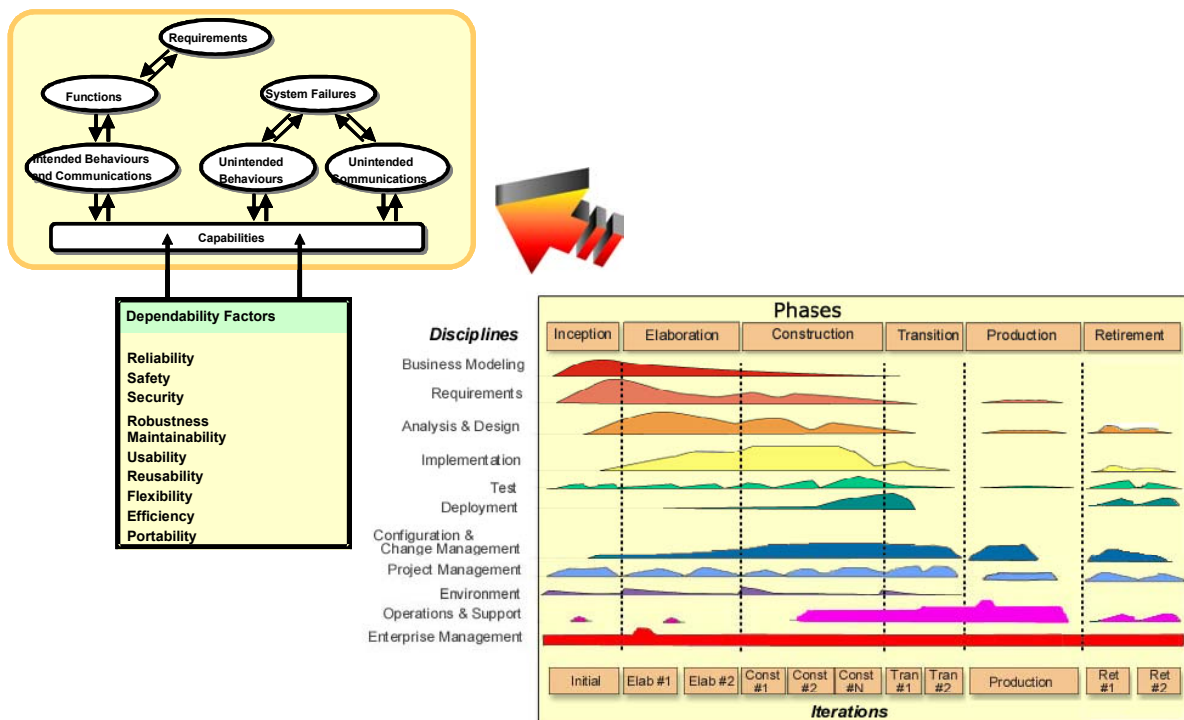 Requirements
Functions
System Failures
Intended Behaviours
and Communications
Unintended
Behaviours
Unintended
Communications
Capabilities
Dependability Factors
Reliability
Safety
Security
Robustness
Maintainability
Usability
Reusability
Flexibility
Efficiency
Portability
Phases
Disciplines
Inception
Elaboration
Construction
Transition
Production
Retirement
Business Modeling
Requirements
Analysis & Design
Implementation
Test
Deployment
Configuration &
Change Management
Project Management
Environment
Operations & Support
Enterprise Management
Initial
Elab #1
Elab #2
Const
#1
Const
#2
Const
#N
Tran
#1
Tran
#2
Production
Ret
#1
Ret
#2
Iterations